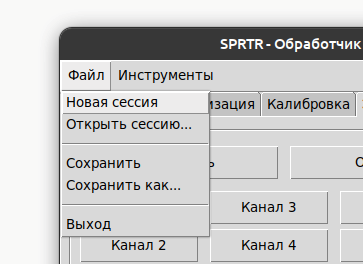 SPRTR - Обработчик
Файл Инструменты
Новая сессия
Калибровка
Открыть сессию...
Сохранить
Сохранить как...
Канал 3
Выход
Канал 2 Канал 4